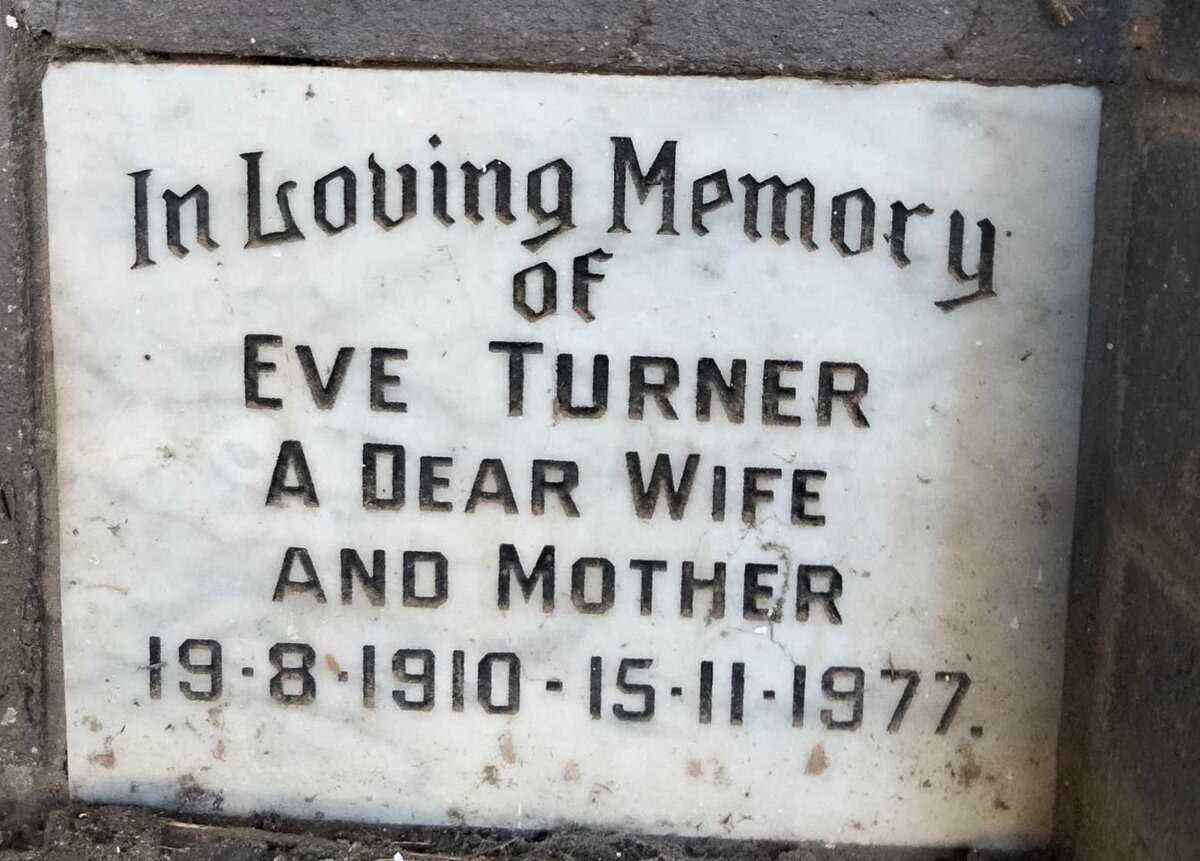 In Loving Memory
of
EVE TURNER
A DEAR WIFE
AND MOTHER
19·8·1910-15·11·1977.